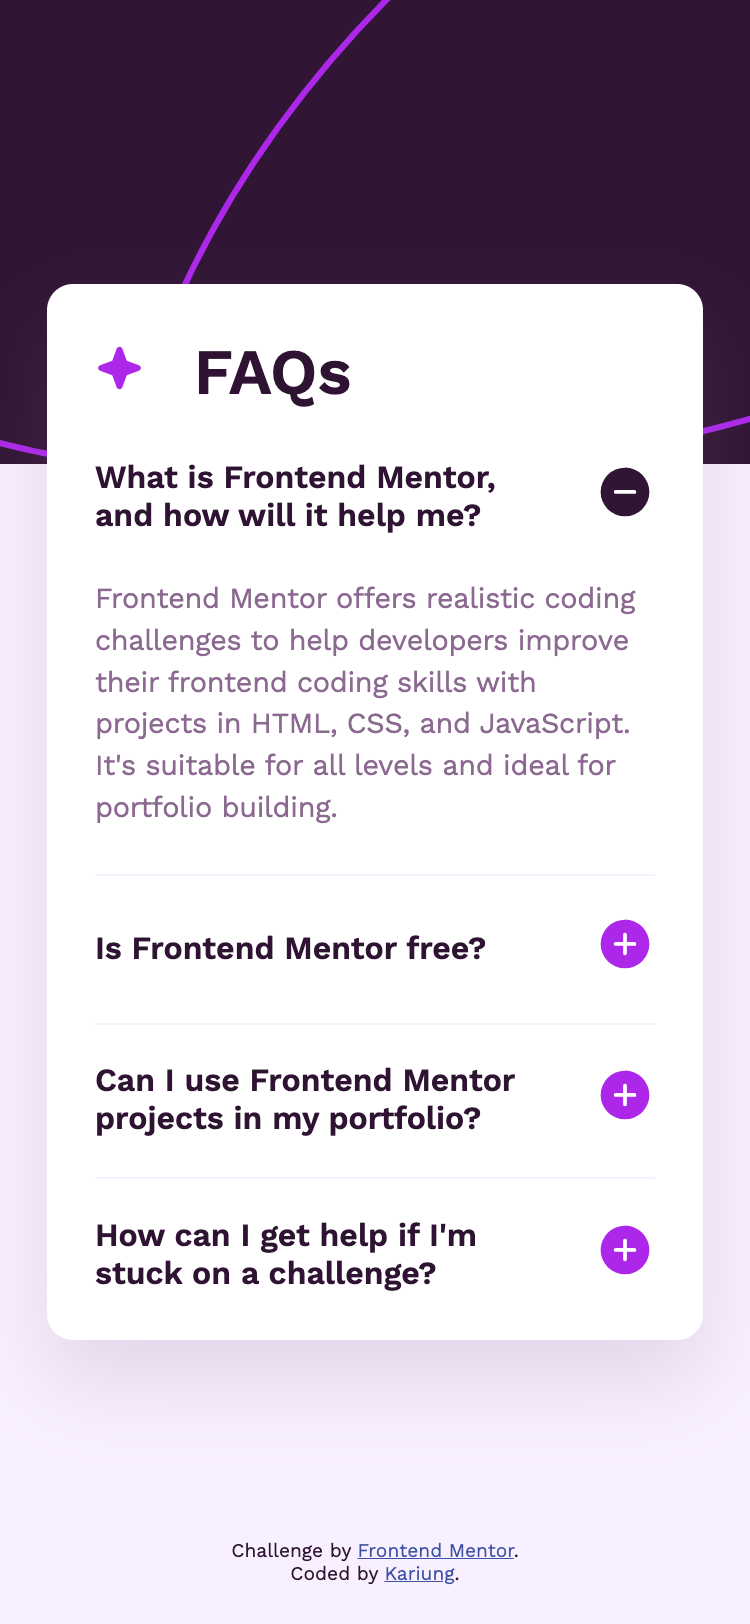 FAQs
What is Frontend Mentor,
and how will it help me?
Frontend Mentor offers realistic coding
challenges to help developers improve
their frontend coding skills with
projects in HTML, CSS, and JavaScript.
It's suitable for all levels and ideal for
portfolio building.
Is Frontend Mentor free?
Can I use Frontend Mentor
projects in my portfolio?
How can I get help if I'm
stuck on a challenge?
Challenge by Frontend Mentor.
Coded by Kariung.